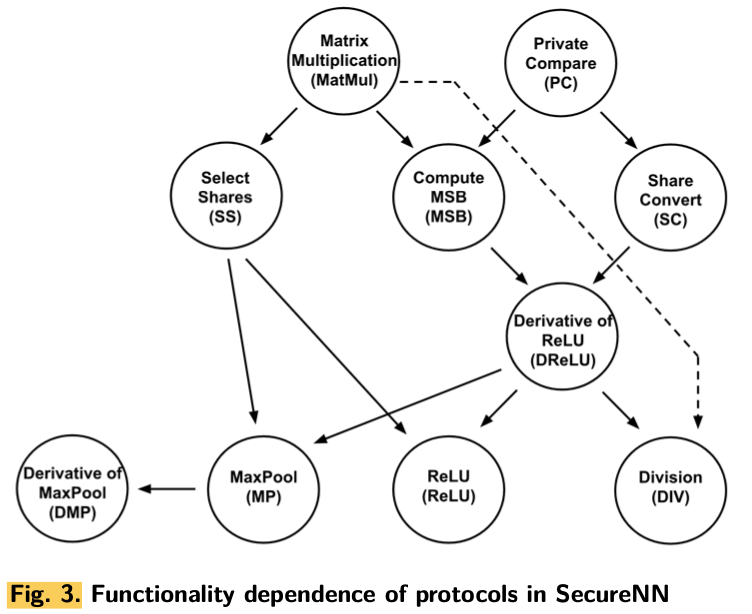 Matrix
Multiplication
(MatMul)
Private
Compare
(PC)
Select
Shares
(SS)
Compute
MSB
(MSB)
Share
Convert
(SC)
Derivative of
ReLU
(DReLU)
Derivative of
MaxPool
(DMP)
MaxPool
(MP)
ReLU
(ReLU)
Division
(DIV)
Fig. 3. Functionality dependence of protocols in SecureNN